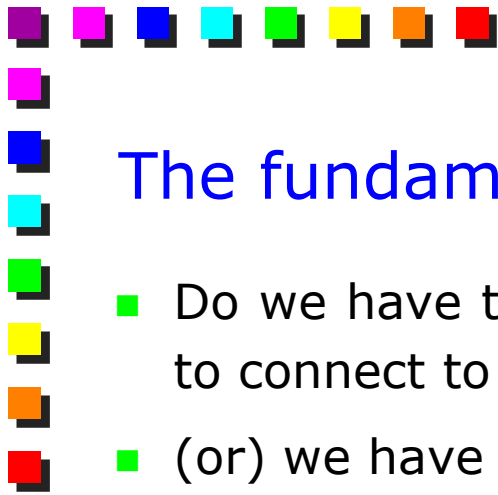 The fundam
Do we have t
to connect to
(or) we have